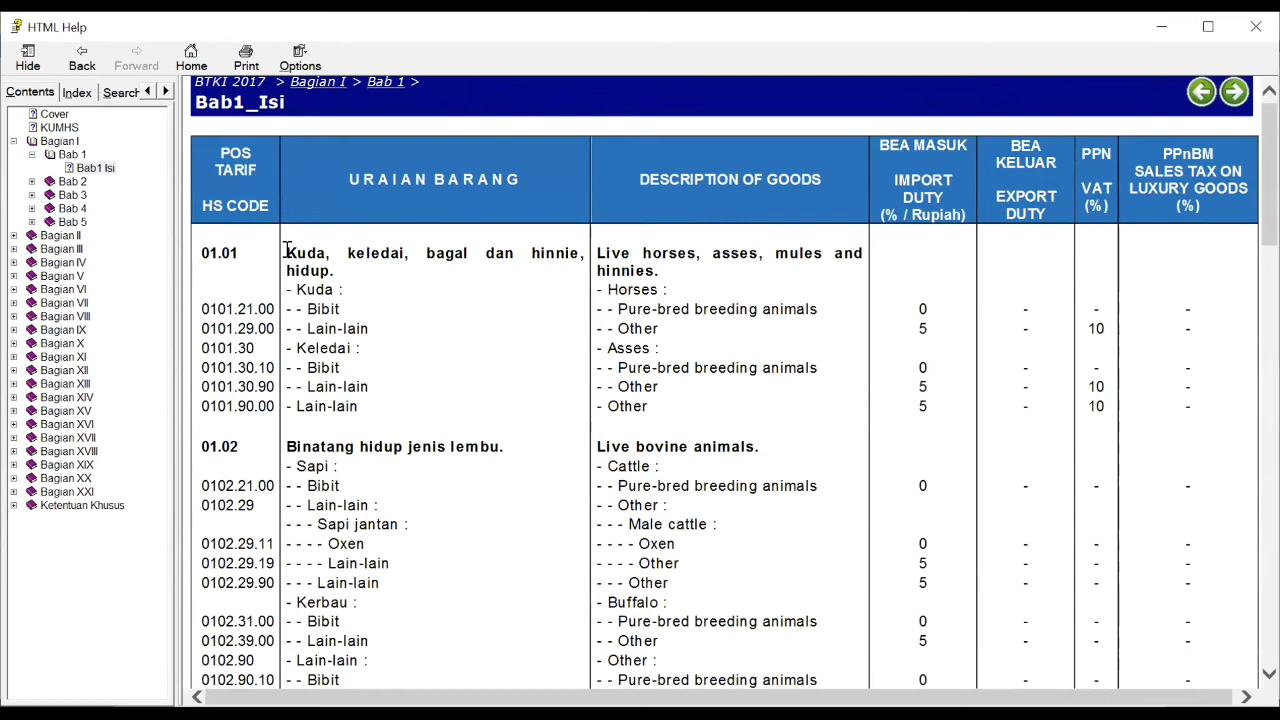 HTML Help
Hide Back Forward Home Print Options
Contents Index Search
Cover
KUMHS
Bagian I
Bab 1
Bab1 Isi
Bab 2
Bab 3
Bab 4
Bab 5
Bagian II
Bagian III
Bagian IV
Bagian V
Bagian VI
Bagian VII
Bagian VIII
Bagian IX
Bagian X
Bagian XI
Bagian XII
Bagian XIII
Bagian XIV
Bagian XV
Bagian XVI
Bagian XVII
Bagian XVIII
Bagian XIX
Bagian XX
Bagian XXI
Ketentuan Khusus
BTKI 2017 > Bagian I > Bab 1 >
Bab1_Isi
POS TARIF HS CODE
U R A I A N B A R A N G
DESCRIPTION OF GOODS
BEA MASUK IMPORT DUTY (% / Rupiah)
BEA KELUAR EXPORT DUTY
PPN VAT (%)
PPnBM SALES TAX ON LUXURY GOODS (%)
01.01 Kuda, keledai, bagal dan hinnie, Live horses, asses, mules and
hidup. hinnies.
- Kuda : - Horses :
0101.21.00 - - Bibit - - Pure-bred breeding animals 0 - - -
0101.29.00 - - Lain-lain - - Other 5 - 10 -
0101.30 - Keledai : - Asses :
0101.30.10 - - Bibit - - Pure-bred breeding animals 0 - - -
0101.30.90 - - Lain-lain - - Other 5 - 10 -
0101.90.00 - Lain-lain - Other 5 - 10 -
01.02 Binatang hidup jenis lembu. Live bovine animals.
- Sapi : - Cattle :
0102.21.00 - - Bibit - - Pure-bred breeding animals 0 - - -
0102.29 - - Lain-lain : - - Other :
- - - Sapi jantan : - - - Male cattle :
0102.29.11 - - - - Oxen - - - - Oxen 0 - - -
0102.29.19 - - - - Lain-lain - - - - Other 5 - - -
0102.29.90 - - - Lain-lain - - - Other 5 - - -
- Kerbau : - Buffalo :
0102.31.00 - - Bibit - - Pure-bred breeding animals 0 - - -
0102.39.00 - - Lain-lain - - Other 5 - - -
0102.90 - Lain-lain : - Other :
0102.90.10 - - Bibit - - Pure-bred breeding animals 0 - - -